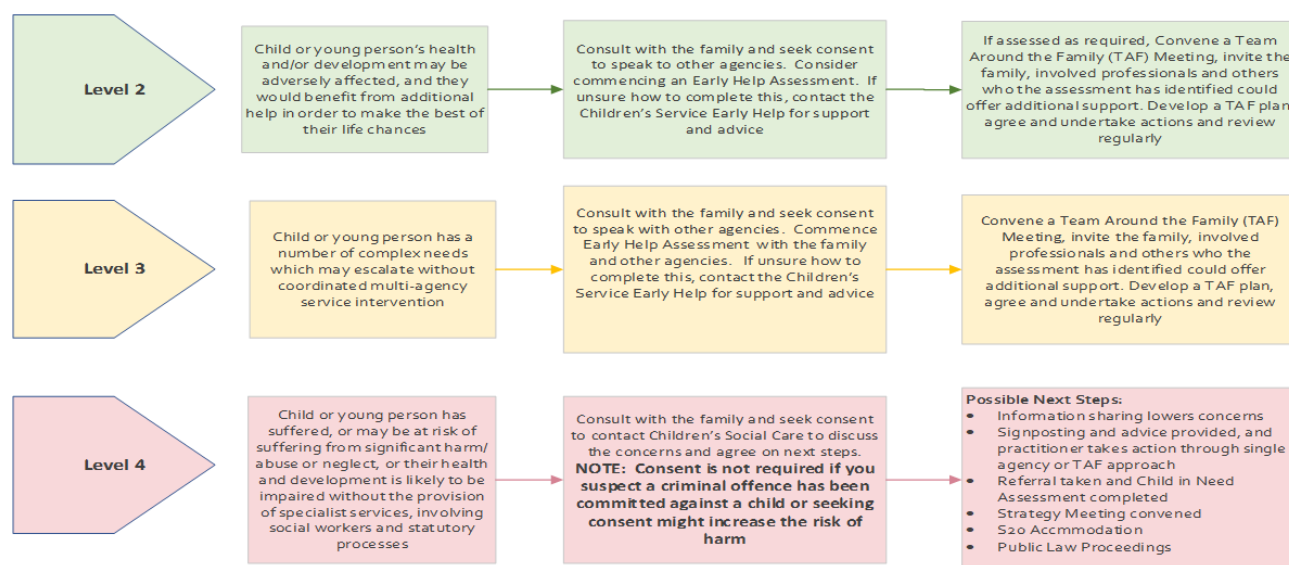 Level 2
Child or young person's health
and/or development may be
adversely affected, and they
would benefit from additional
help in order to make the best of
their life chances
Consult with the family and seek consent
to speak to other agencies. Consider
commencing an Early Help Assessment. If
unsure how to complete this, contact the
Children's Service Early Help for support
and advice
If assessed as required, Convene a Team
Around the Family (TAF) Meeting, invite the
family, involved professionals and others
who the assessment has identified could
offer additional support. Develop a TAF plan,
agree and undertake actions and review
regularly
Level 3
Child or young person has a
number of complex needs
which may escalate without
coordinated multi-agency
service intervention
Consult with the family and seek consent
to speak with other agencies. Commence
Early Help Assessment with the family
and other agencies. If unsure how to
complete this, contact the Children's
Service Early Help for support and advice
Convene a Team Around the Family (TAF)
Meeting, invite the family, involved
professionals and others who the
assessment has identified could offer
additional support. Develop a TAF plan,
agree and undertake actions and review
regularly
Level 4
Child or young person has
suffered, or may be at risk of
suffering from significant harm/
abuse or neglect, or their health
and development is likely to be
impaired without the provision
of specialist services, involving
social workers and statutory
processes
Consult with the family and seek consent
to contact Children's Social Care to discuss
the concerns and agree on next steps.
NOTE: Consent is not required if you
suspect a criminal offence has been
committed against a child or seeking
consent might increase the risk of
harm
Possible Next Steps:
• Information sharing lowers concerns
• Signposting and advice provided, and
practitioner takes action through single
agency or TAF approach
• Referral taken and Child in Need
Assessment completed
• Strategy Meeting convened
• S20 Accmmodation
• Public Law Proceedings